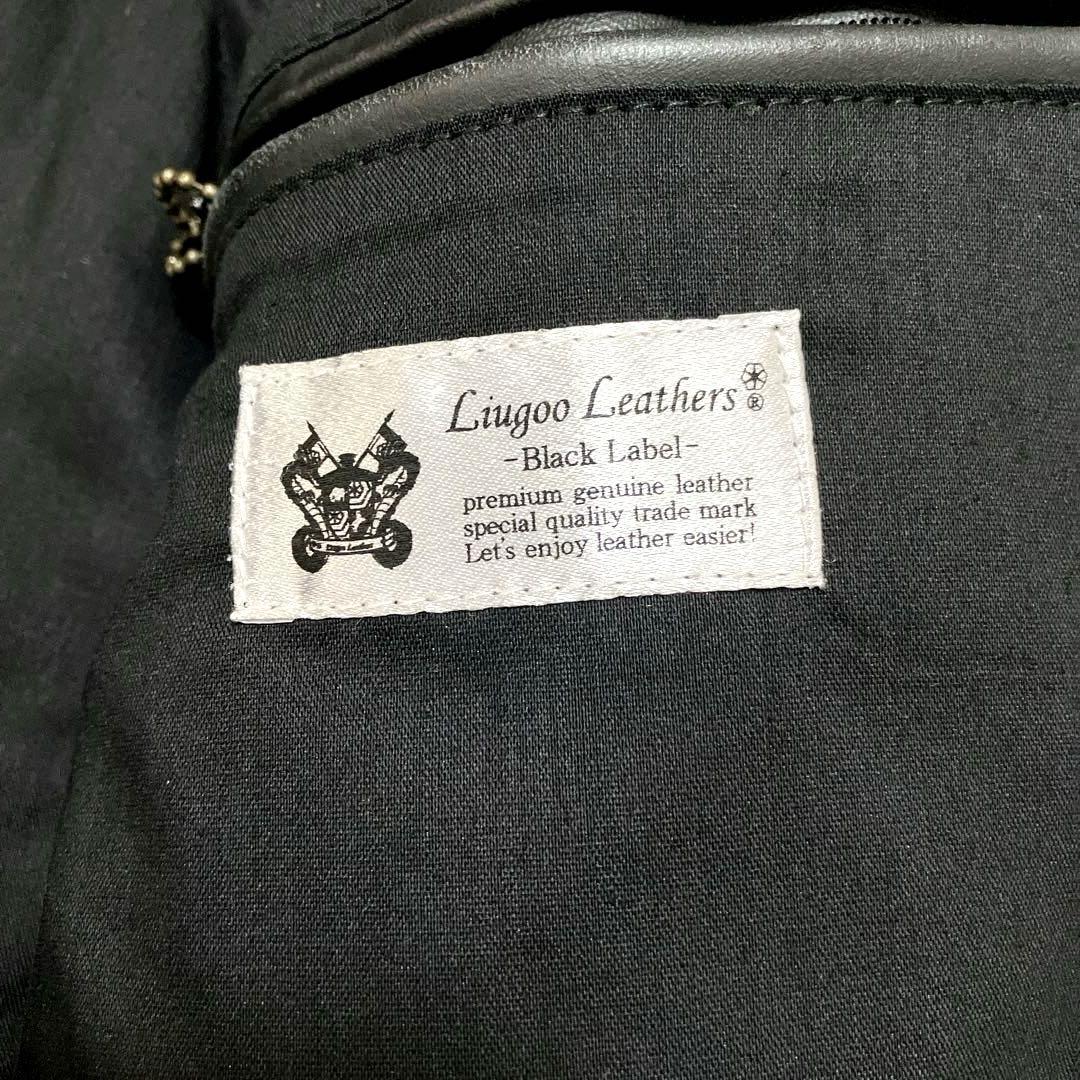 Liugoo Leathers®
-Black Label-
premium genuine leather
special quality trade mark
Let's enjoy leather easier!